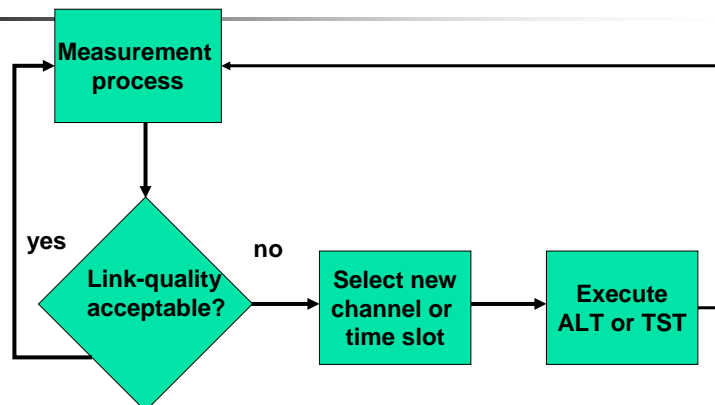 Measurement
process
yes
no
Link-quality
acceptable?
Select new
channel or
time slot
Execute
ALT or TST